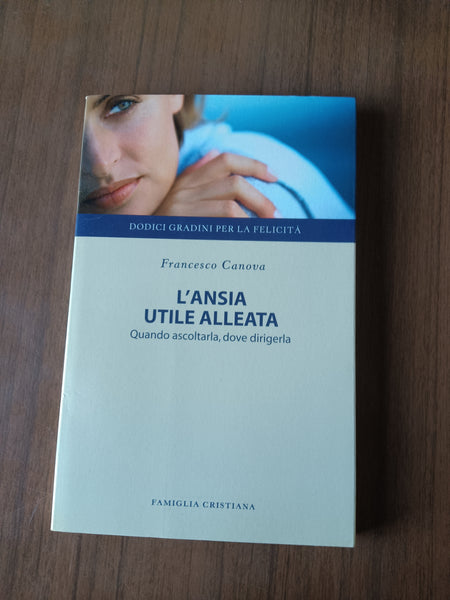 DODICI GRADINI PER LA FELICITÀ
Francesco Canova
L'ANSIA
UTILE ALLEATA
Quando ascoltarla, dove dirigerla
FAMIGLIA CRISTIANA